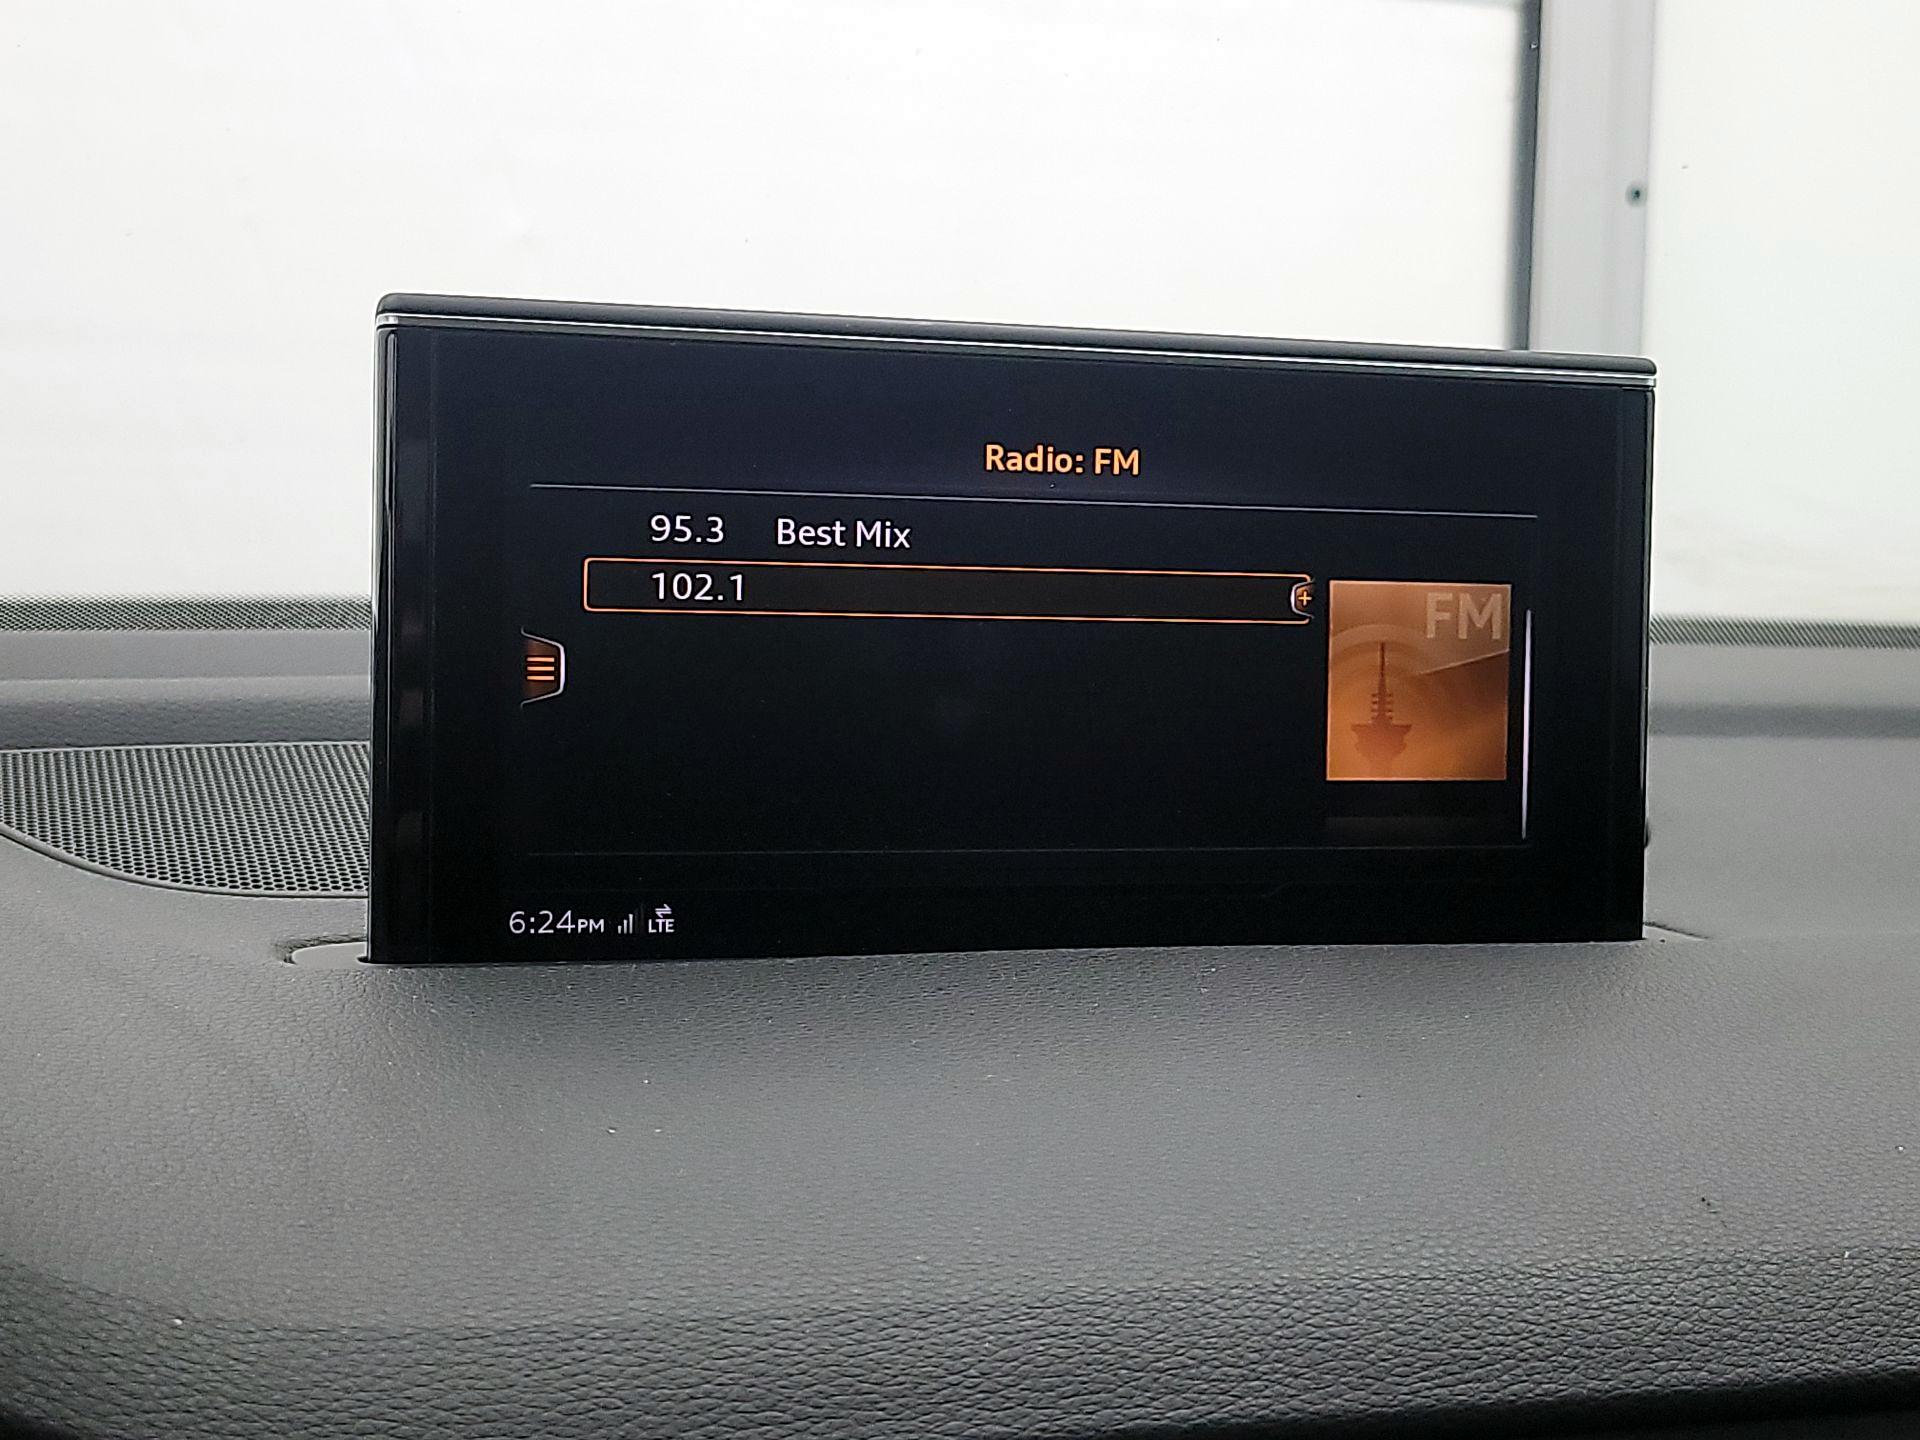 Radio: FM
95.3 Best Mix
102.1
FM
6:24PM LTE